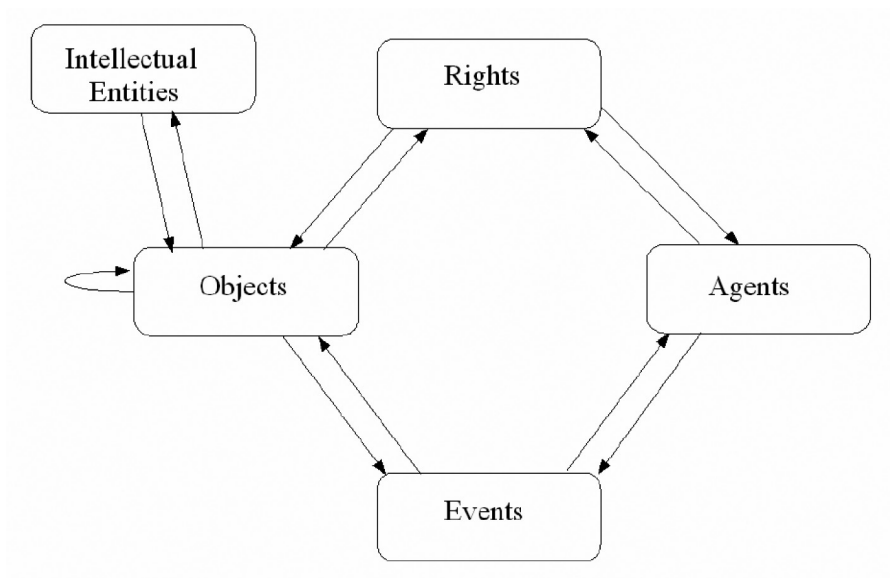 Intellectual
Entities
Rights
Objects
Agents
Events